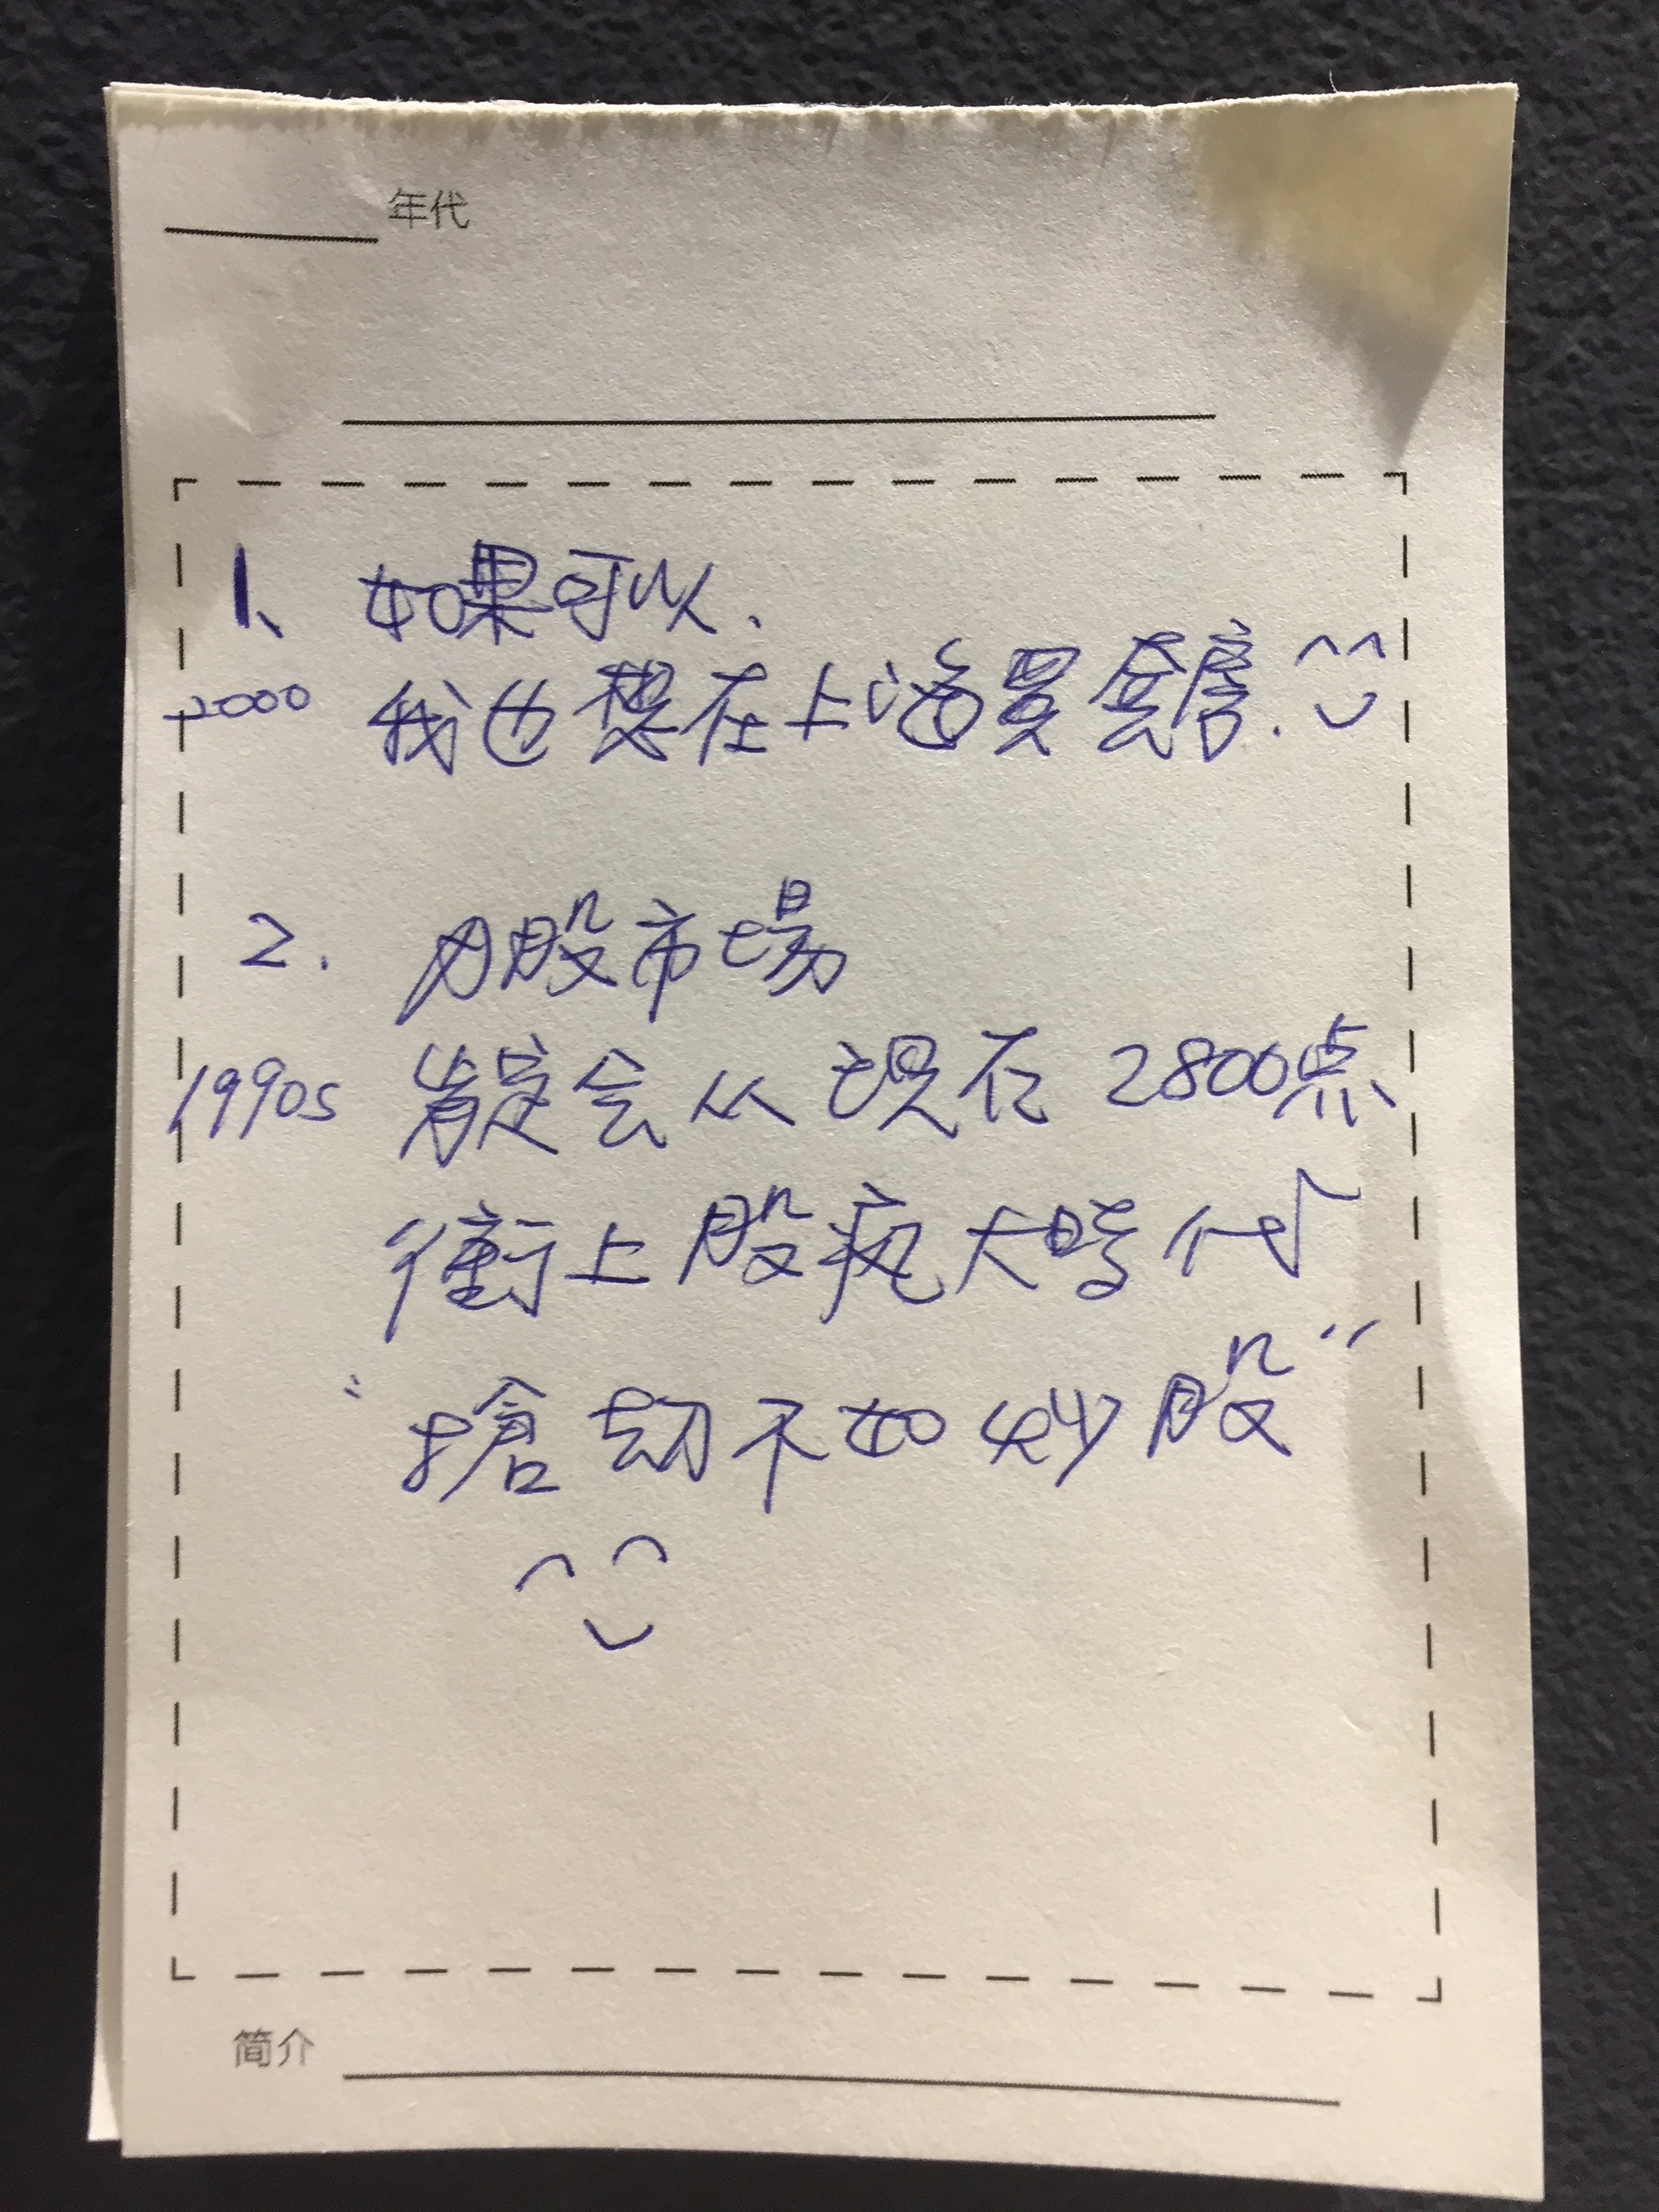 年代
1、如果可以.
2000 我也想在上海買套房.
2. 股市場
1990s 肯定会从现在2800点
衝上股疯大時代
“搶劫不如炒股”
简介